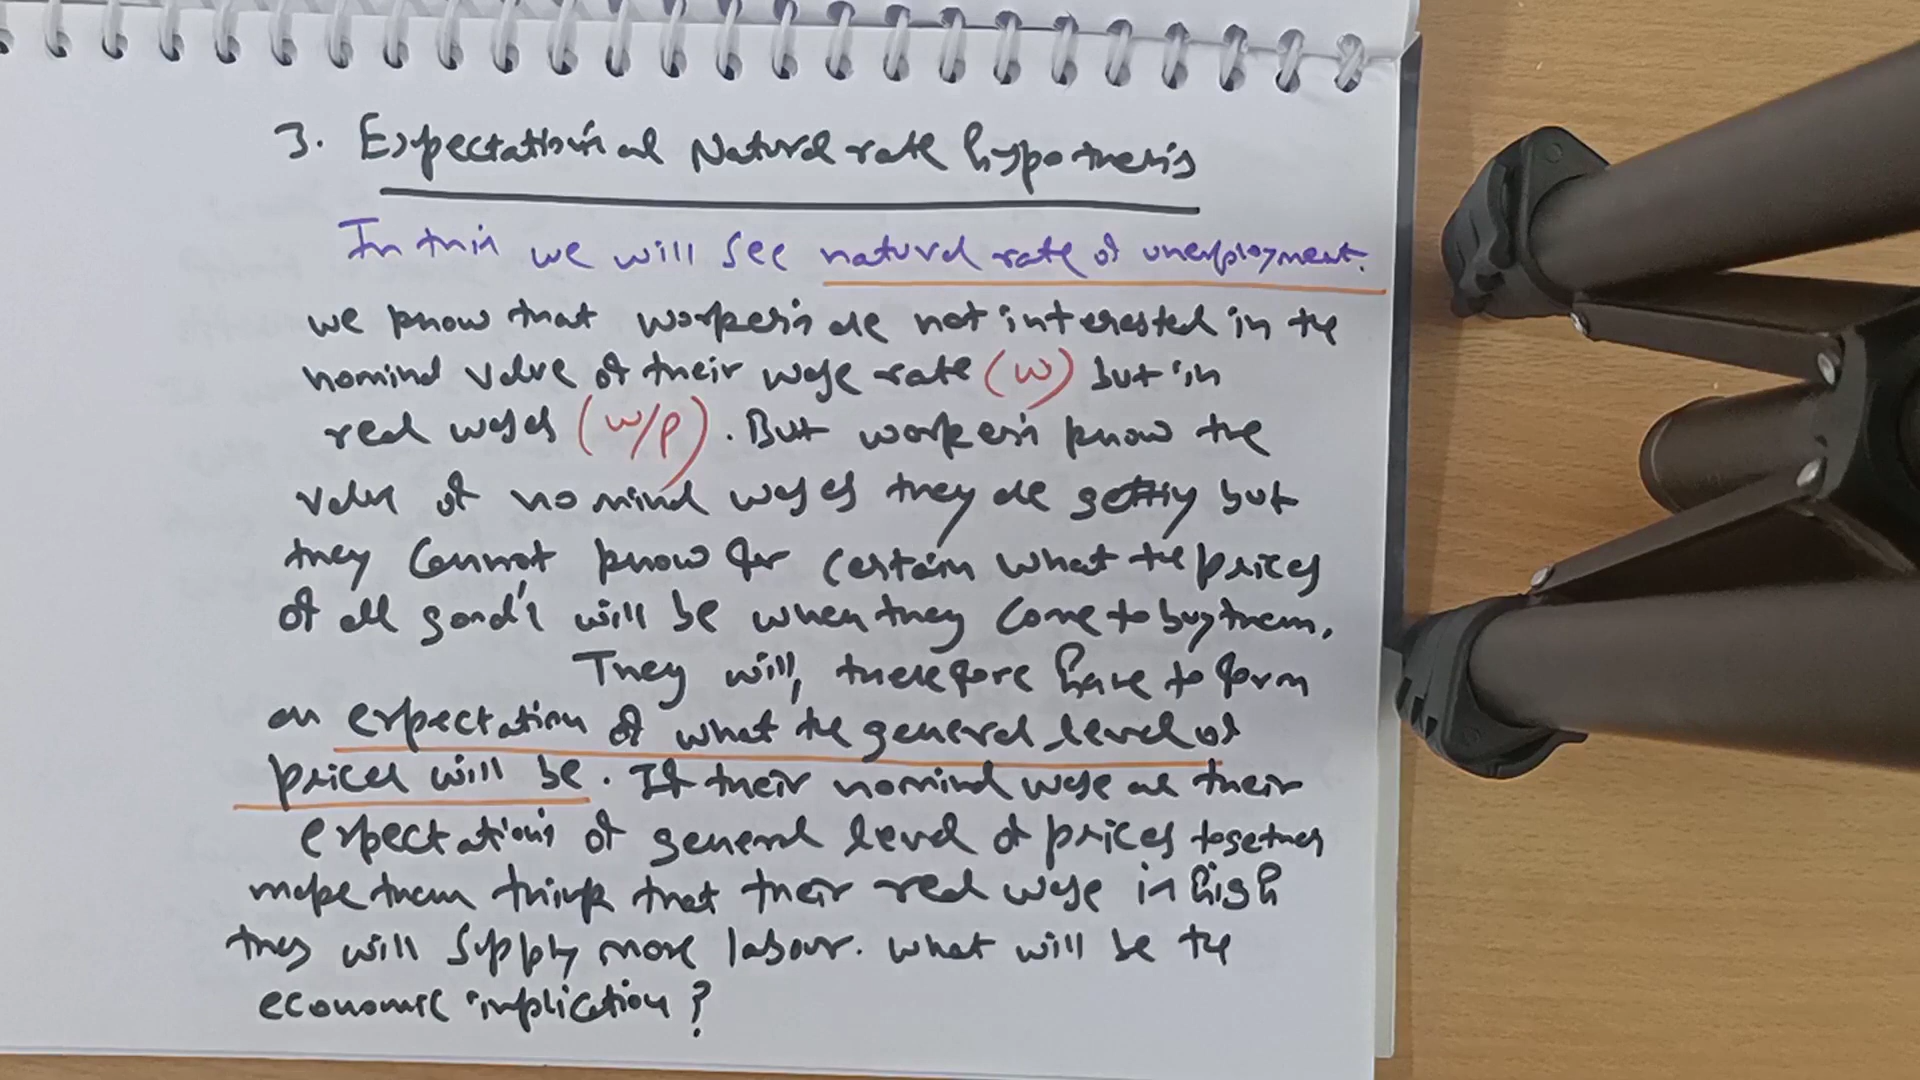 3. Expectational Natural rate hypothesis
In this we will see natural rate of unemployment.
we know that workers are not interested in the
nominal value of their wage rate (w) but in
real wages (w/p). But workers know the
value of nominal wages they are getting but
they cannot know for certain what the prices
of all goods will be when they come to buy them.
They will, therefore have to form
an expectation of what the general level of
prices will be. If their nominal wage and their
expectations of general level of prices together
make them think that their real wage is high
they will supply more labour. What will be the
economic implication?